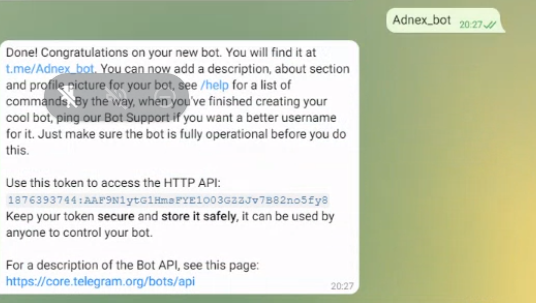 Adnex_bot 20:27
Done! Congratulations on your new bot. You will find it at
t.me/Adnex_bot. You can now add a description, about section
and profile picture for your bot, see /help for a list of
commands. By the way, when you've finished creating your
cool bot, ping our Bot Support if you want a better username
for it. Just make sure the bot is fully operational before you do
this.
Use this token to access the HTTP API:
Keep your token secure and store it safely, it can be used by
anyone to control your bot.
For a description of the Bot API, see this page:
https://core.telegram.org/bots/api
20:27